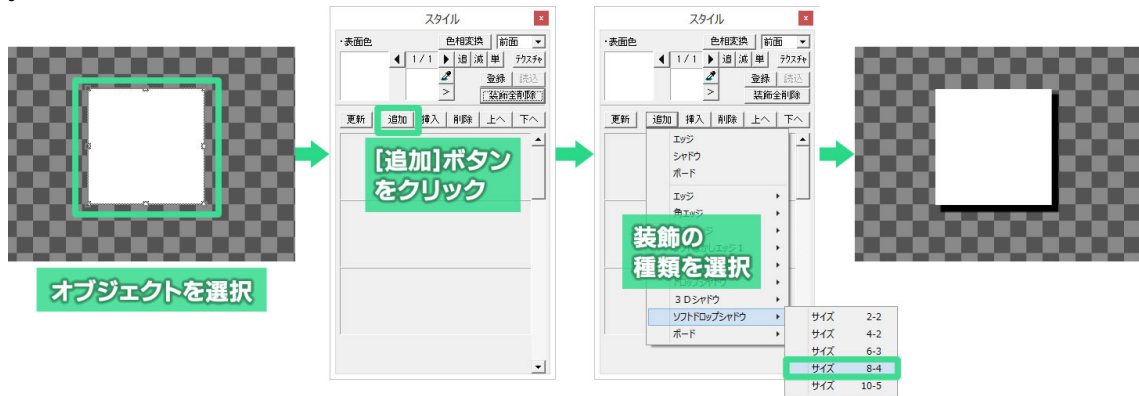 オブジェクトを選択
スタイル
x
・表面色
色相変換
前面
1/1
追
減
単
テクスチャ
登録
読込
>
装飾全削除
更新
追加
挿入
削除
上へ
下へ
[追加]ボタン
をクリック
スタイル
x
・表面色
色相変換
前面
1/1
追
減
単
テクスチャ
登録
読込
>
装飾全削除
更新
追加
挿入
削除
上へ
下へ
エッジ
シャドウ
ボード
エッジ
角エッジ
装飾の
種類を選択
ドロップシャドウ
3Dシャドウ
ソフトドロップシャドウ
ボード
サイズ 2-2
サイズ 4-2
サイズ 6-3
サイズ 8-4
サイズ 10-5